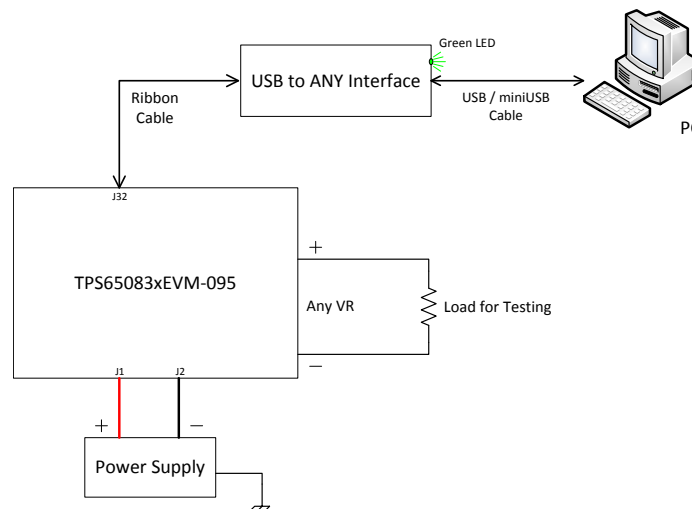 Green LED
USB to ANY Interface
Ribbon
Cable
USB / miniUSB
Cable
J32
TPS65083xEVM-095
+
Any VR
Load for Testing
–
J1
J2
+
–
Power Supply